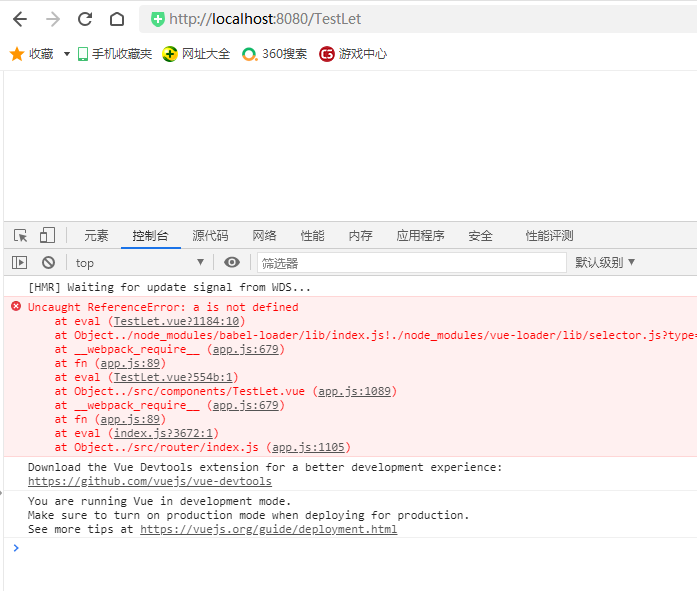 http://localhost:8080/TestLet
收藏 手机收藏夹 网址大全 360搜索 游戏中心
元素 控制台 源代码 网络 性能 内存 应用程序 安全 性能评测
top 筛选器 默认级别
[HMR] Waiting for update signal from WDS...
Uncaught ReferenceError: a is not defined
at eval (TestLet.vue?1184:10)
at Object../node_modules/babel-loader/lib/index.js!./node_modules/vue-loader/lib/selector.js?type=
at __webpack_require__ (app.js:679)
at fn (app.js:89)
at eval (TestLet.vue?554b:1)
at Object../src/components/TestLet.vue (app.js:1089)
at __webpack_require__ (app.js:679)
at fn (app.js:89)
at eval (index.js?3672:1)
at Object../src/router/index.js (app.js:1105)
Download the Vue Devtools extension for a better development experience:
https://github.com/vuejs/vue-devtools
You are running Vue in development mode.
Make sure to turn on production mode when deploying for production.
See more tips at https://vuejs.org/guide/deployment.html